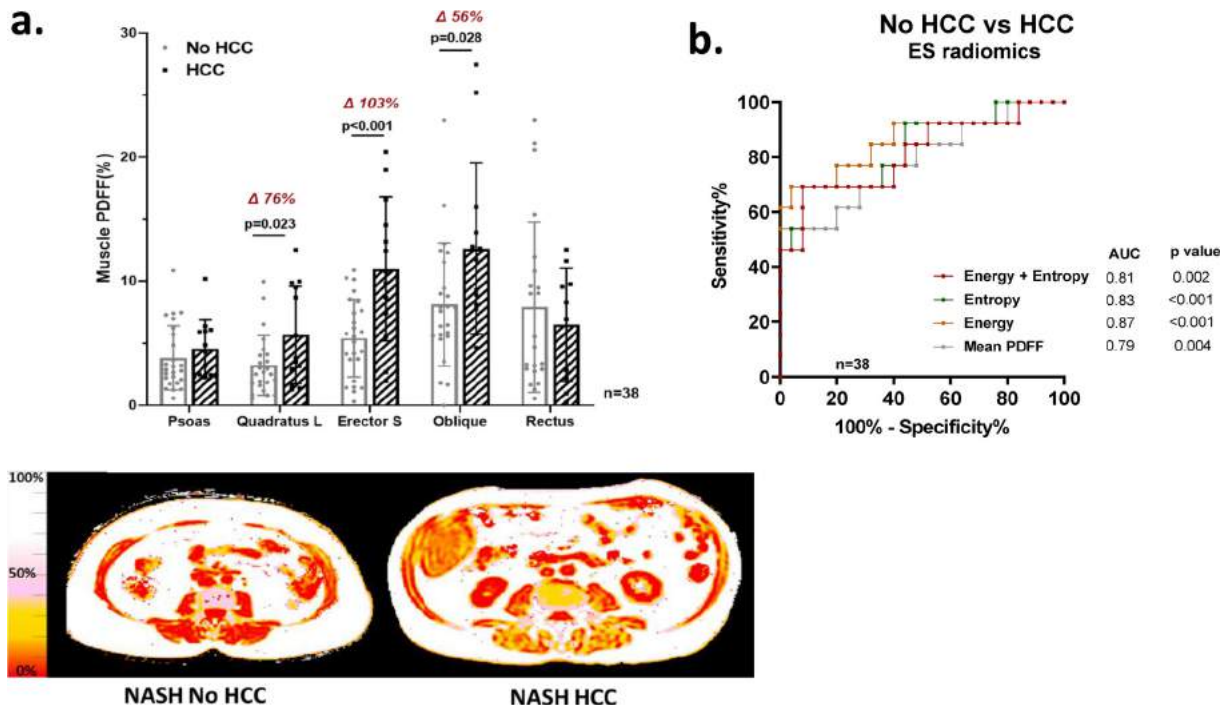 a.
30
20
10
0
Muscle PDFF(%)
No HCC
HCC
Δ 76%
p=0.023
Δ 103%
p<0.001
Δ 56%
p=0.028
n=38
Psoas
Quadratus L
Erector S
Oblique
Rectus
b.
No HCC vs HCC
ES radiomics
100
80
60
40
20
0
Sensitivity%
AUC p value
Energy + Entropy 0.81 0.002
Entropy 0.83 <0.001
Energy 0.87 <0.001
Mean PDFF 0.79 0.004
n=38
0 20 40 60 80 100
100% - Specificity%
100%
50%
0%
NASH No HCC
NASH HCC